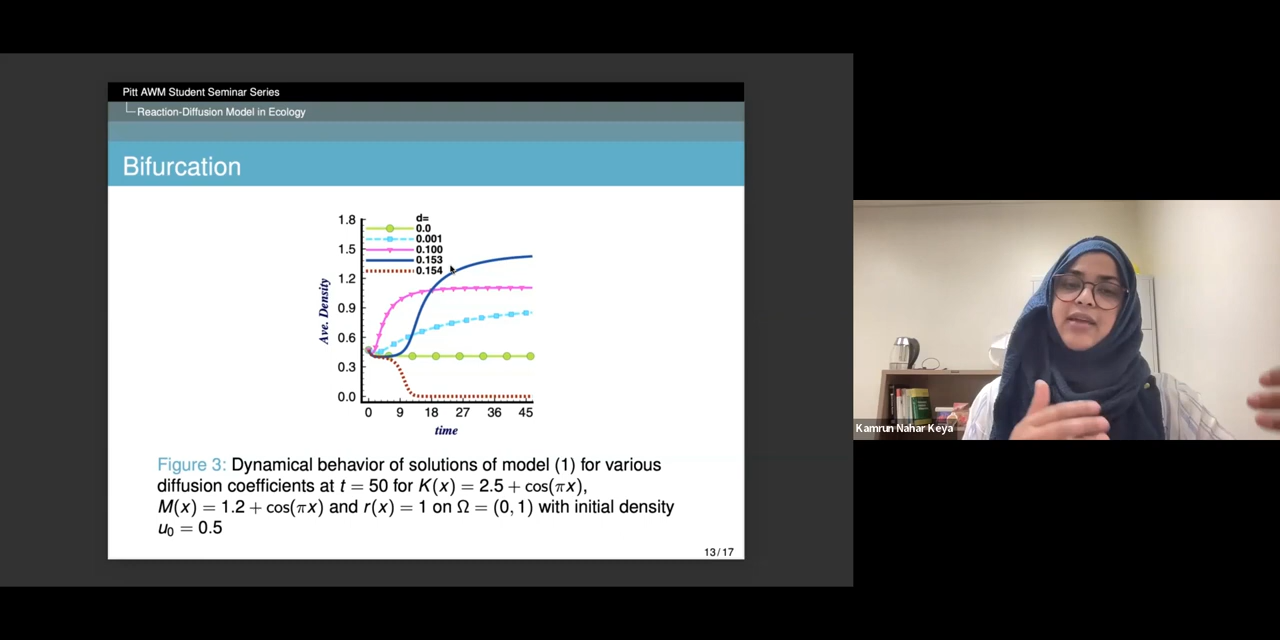 Pitt AWM Student Seminar Series
Reaction-Diffusion Model in Ecology
Bifurcation
d=
0.0
0.001
0.100
0.153
0.154
1.8
1.5
1.2
0.9
0.6
0.3
0.0
Ave. Density
0 9 18 27 36 45
time
Figure 3: Dynamical behavior of solutions of model (1) for various
diffusion coefficients at t = 50 for K(x) = 2.5 + cos(πx),
M(x) = 1.2 + cos(πx) and r(x) = 1 on Ω = (0, 1) with initial density
u₀ = 0.5
13 / 17
Kamrun Nahar Keya